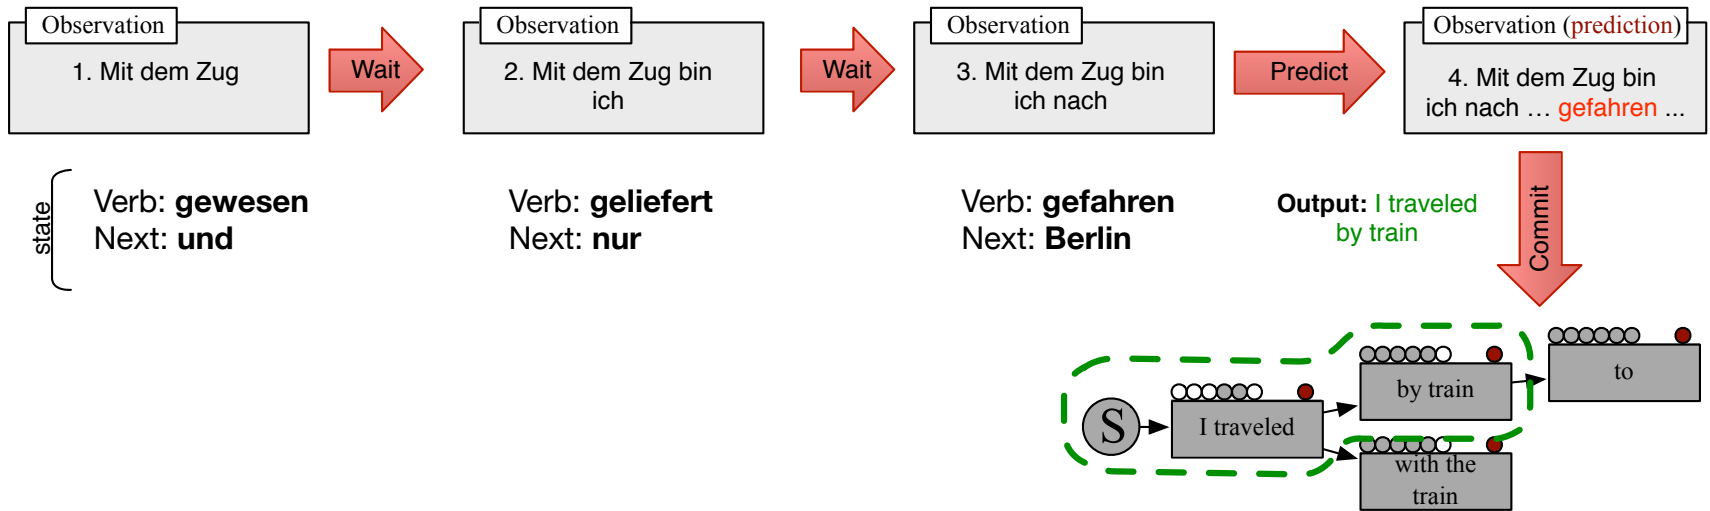 Observation
1. Mit dem Zug
Wait
Observation
2. Mit dem Zug bin
ich
Wait
Observation
3. Mit dem Zug bin
ich nach
Predict
Observation (prediction)
4. Mit dem Zug bin
ich nach ... gefahren ...
state
Verb: gewesen
Next: und
Verb: geliefert
Next: nur
Verb: gefahren
Next: Berlin
Output: I traveled
by train
Commit
S
I traveled
by train
to
with the
train